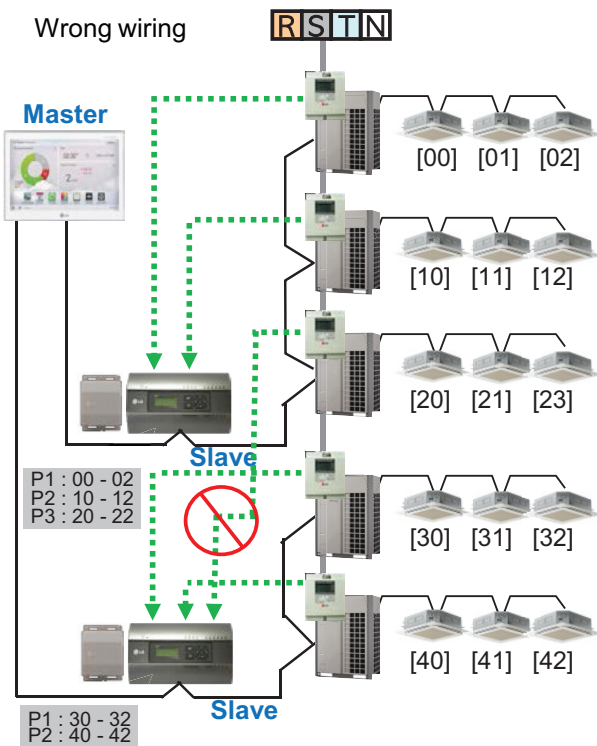 Wrong wiring
RSTN
Master
[00] [01] [02]
[10] [11] [12]
[20] [21] [23]
Slave
P1 : 00 - 02
P2 : 10 - 12
P3 : 20 - 22
[30] [31] [32]
[40] [41] [42]
Slave
P1 : 30 - 32
P2 : 40 - 42